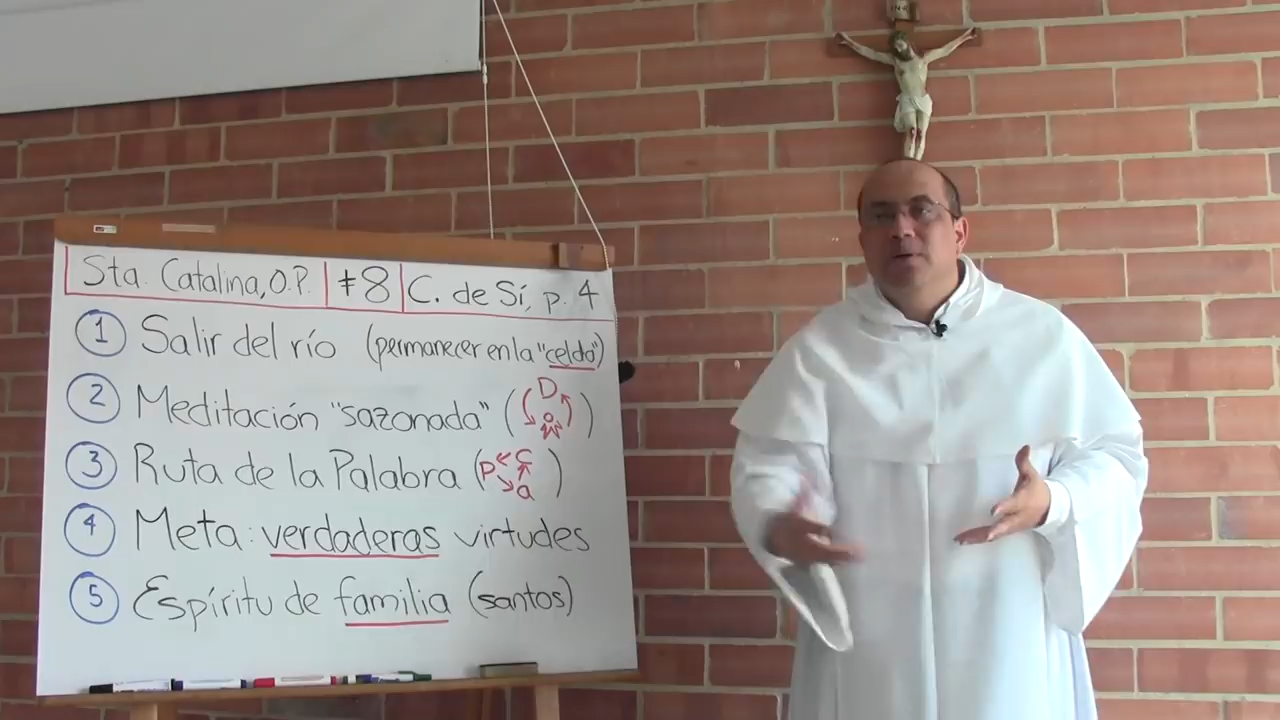 Sta. Catalina, O.P. #8 C. de Sí, p. 4
1 Salir del río (permanecer en la "celda")
2 Meditación "sazonada" (D)
3 Ruta de la Palabra (P C a)
4 Meta: verdaderas virtudes
5 Espíritu de familia (santos)